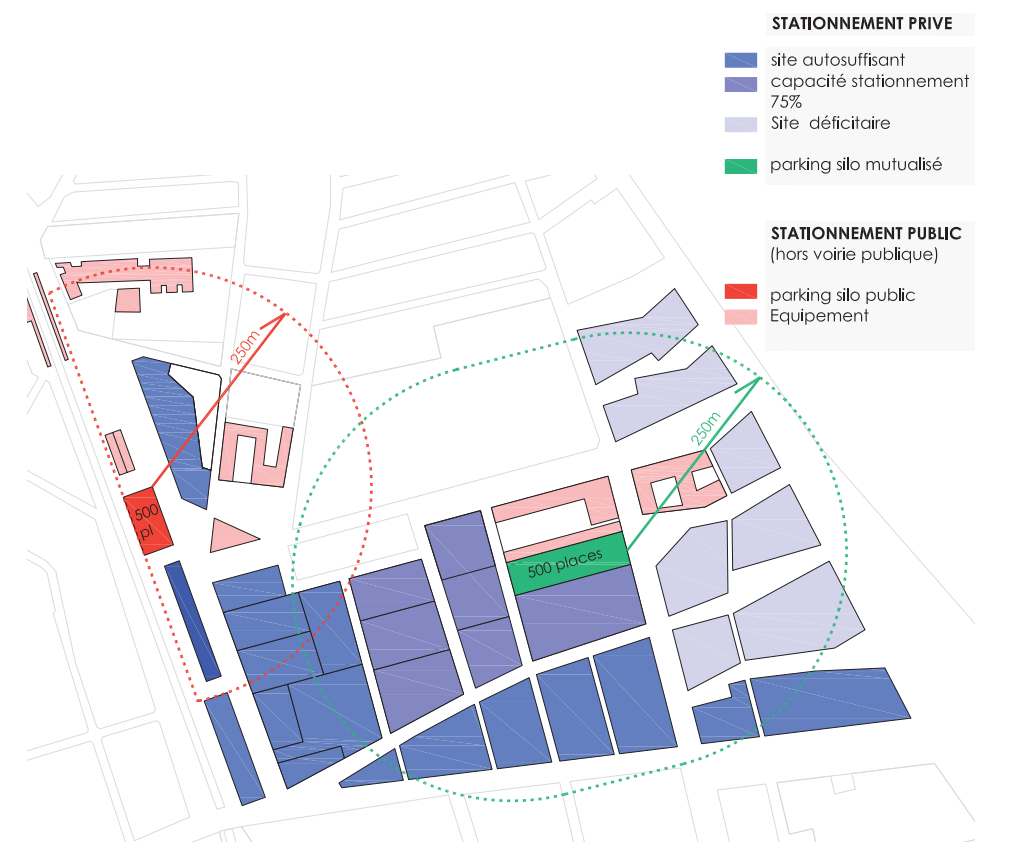 STATIONNEMENT PRIVE
site autosuffisant
capacité stationnement
75%
Site déficitaire
parking silo mutualisé
STATIONNEMENT PUBLIC
(hors voirie publique)
parking silo public
Equipement
250m
250m
500
pl
500 places